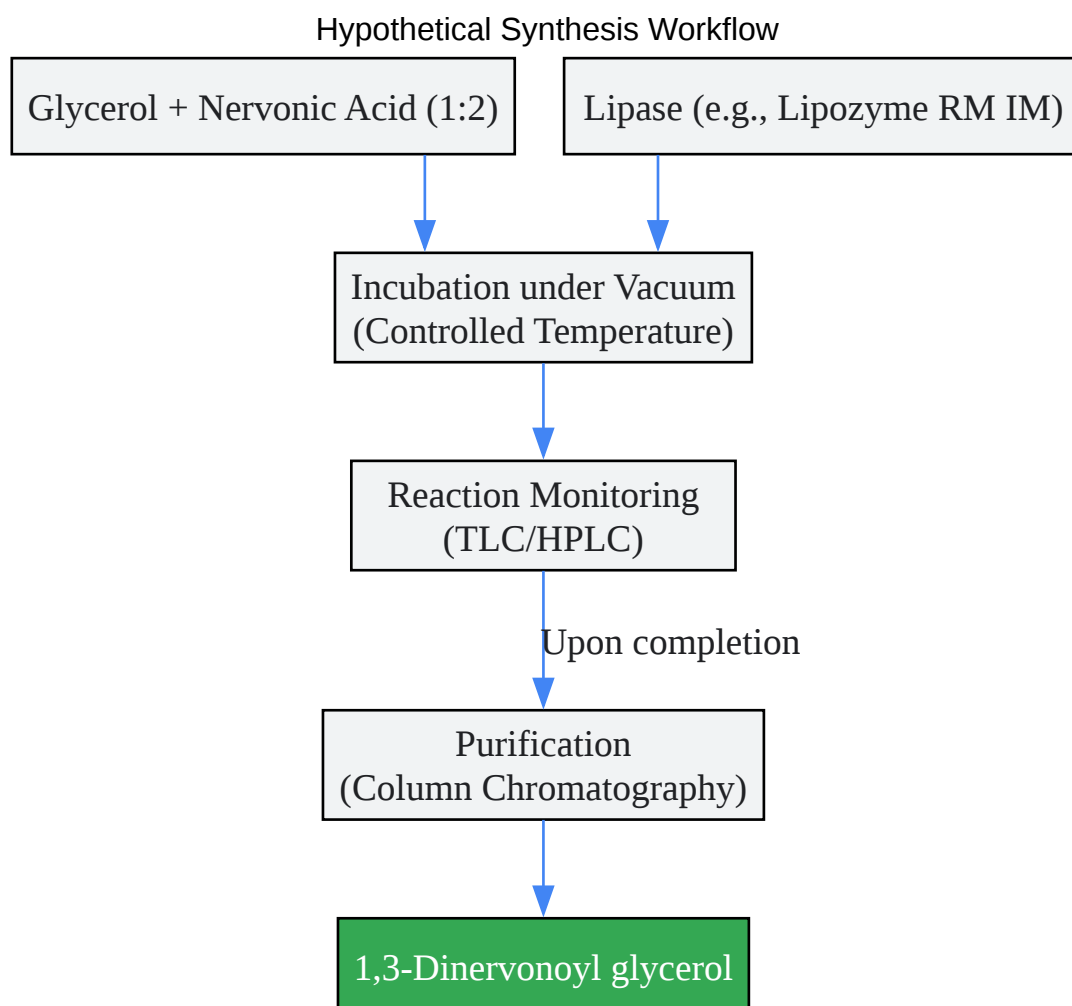 Hypothetical Synthesis Workflow
Glycerol + Nervonic Acid (1:2)
Lipase (e.g., Lipozyme RM IM)
Incubation under Vacuum
(Controlled Temperature)
Reaction Monitoring
(TLC/HPLC)
Upon completion
Purification
(Column Chromatography)
1,3-Dinervonoyl glycerol